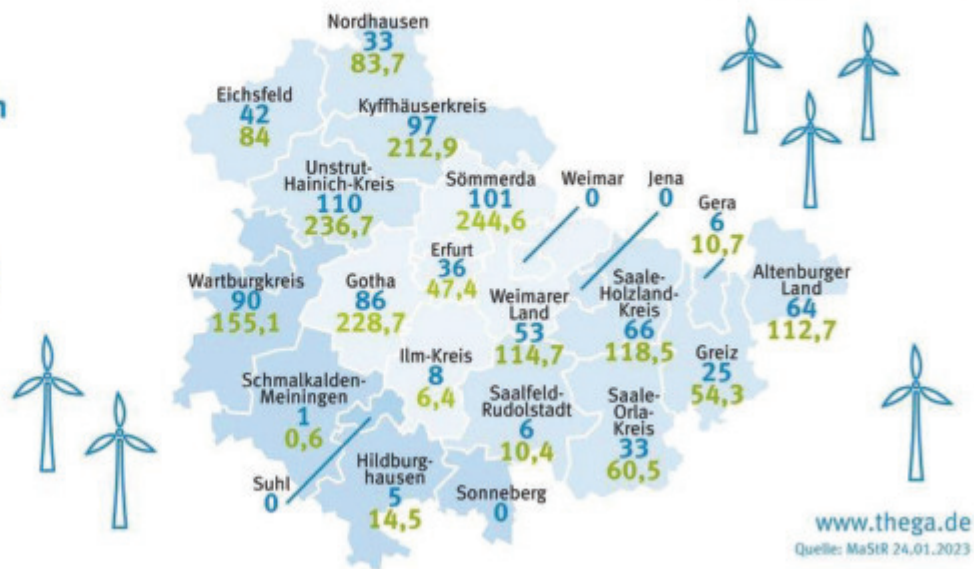 Nordhausen
33
83,7
n
Eichsfeld
42
84
Kyffhäuserkreis
97
212,9
Unstrut-
Hainich-Kreis
110
236,7
Sömmerda
101
244,6
Weimar
0
Jena
0
Gera
6
10,7
Erfurt
36
47,4
Wartburgkreis
90
155,1
Gotha
86
228,7
Weimarer
Land
53
114,7
Saale-
Holzland-
Kreis
66
118,5
Altenburger
Land
64
112,7
Greiz
25
54,3
Ilm-Kreis
8
6,4
Schmalkalden-
Meiningen
1
0,6
Saalfeld-
Rudolstadt
6
10,4
Saale-
Orla-
Kreis
33
60,5
Suhl
0
Hildburg-
hausen
5
14,5
Sonneberg
0
www.thega.de
Quelle: MaStR 24.01.2023